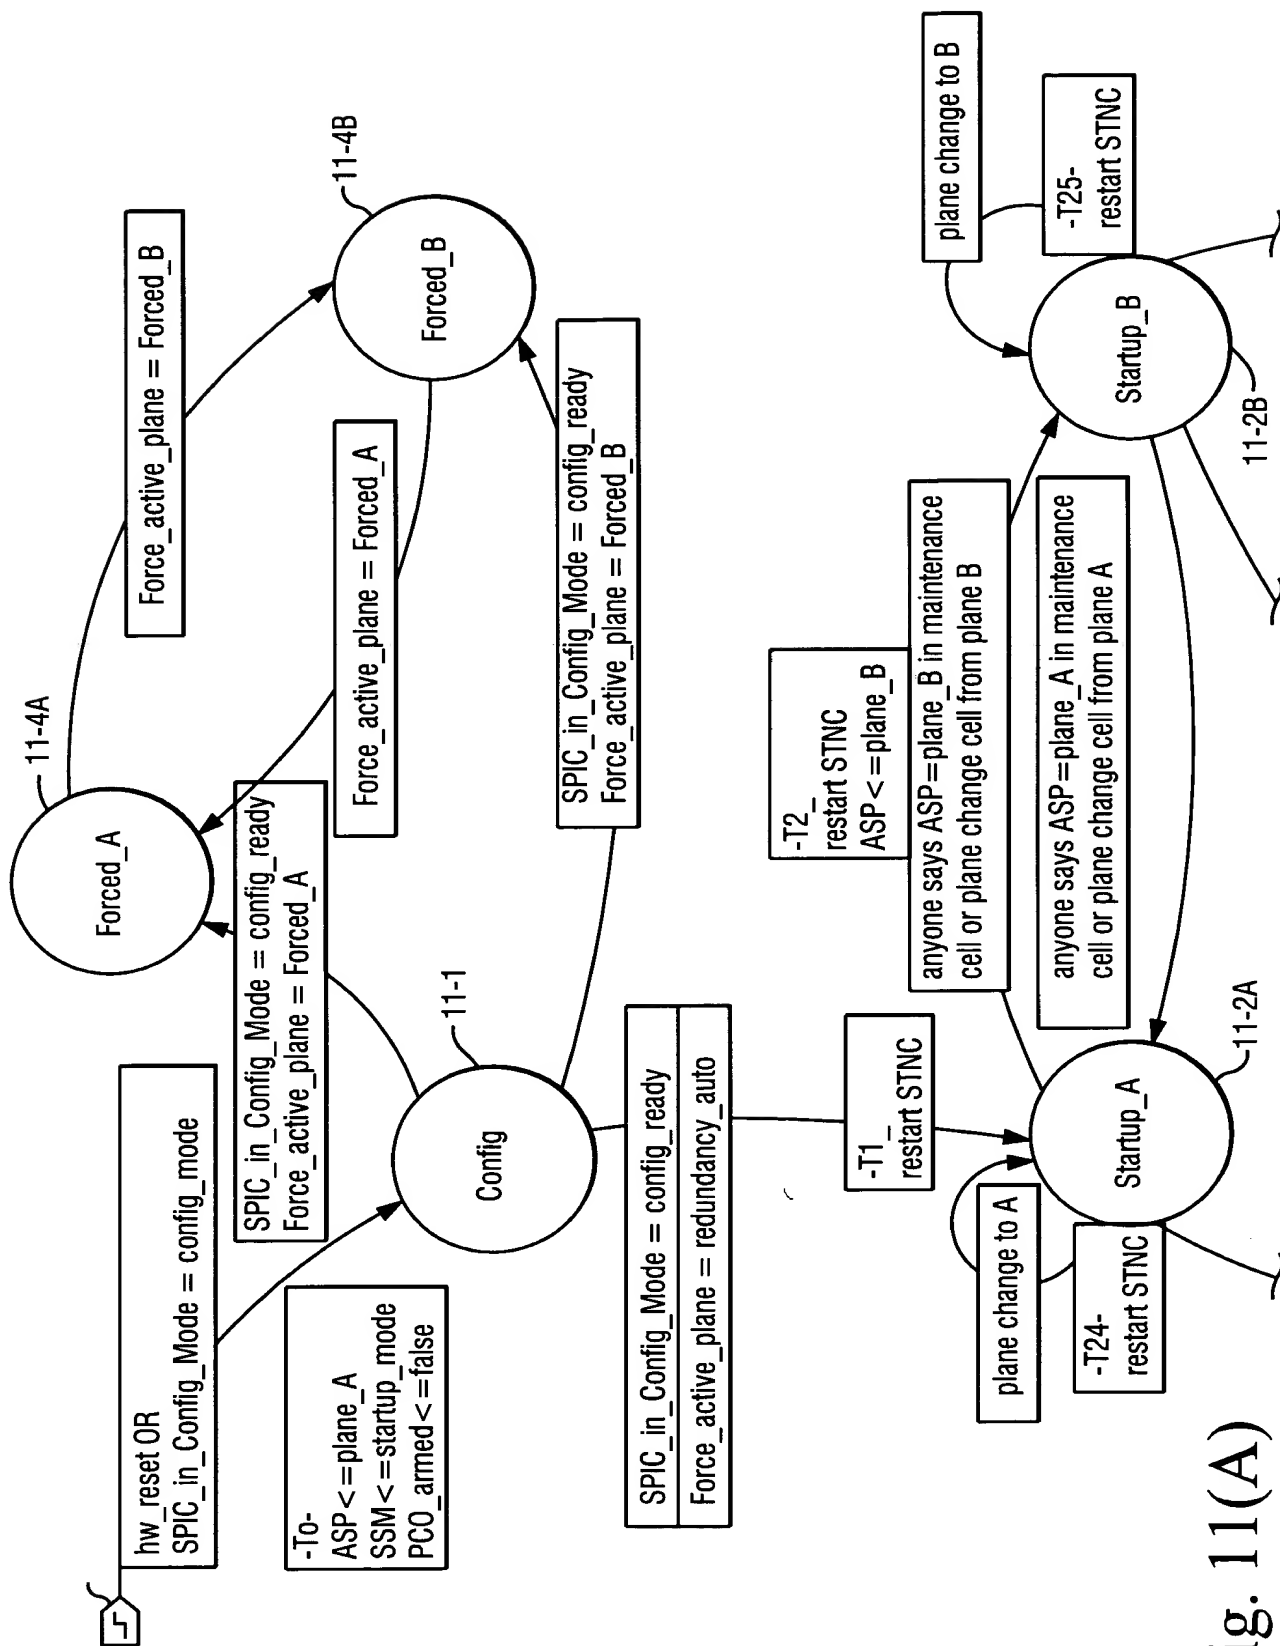 hw_reset OR
SPIC_in_Config_Mode = config_mode
-To-
ASP<=plane_A
SSM<=startup_mode
PCO_armed<=false
SPIC_in_Config_Mode = config_ready
Force_active_plane = Forced_A
Config
11-1
Forced_A
11-4A
Force_active_plane = Forced_B
Force_active_plane = Forced_A
Forced_B
11-4B
SPIC_in_Config_Mode = config_ready
Force_active_plane = Forced_B
SPIC_in_Config_Mode = config_ready
Force_active_plane = redundancy_auto
-T1_
restart STNC
-T2_
restart STNC
ASP<=plane_B
anyone says ASP=plane_B in maintenance
cell or plane change cell from plane B
anyone says ASP=plane_A in maintenance
cell or plane change cell from plane A
plane change to A
-T24-
restart STNC
Startup_A
11-2A
plane change to B
-T25-
restart STNC
Startup_B
11-2B
ig. 11(A)